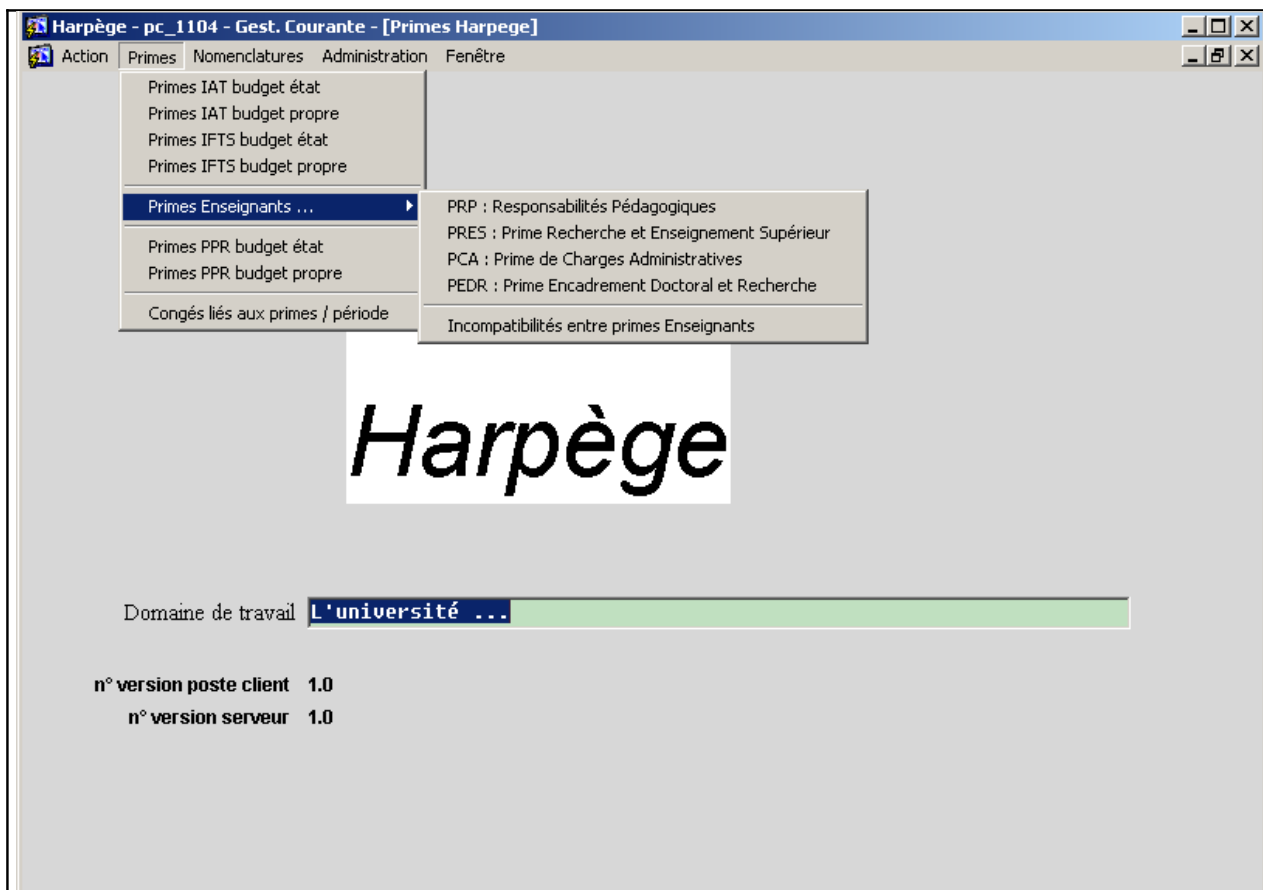 Harpège - pc_1104 - Gest. Courante - [Primes Harpege]
Action Primes Nomenclatures Administration Fenêtre
Primes IAT budget état
Primes IAT budget propre
Primes IFTS budget état
Primes IFTS budget propre
Primes Enseignants ...
Primes PPR budget état
Primes PPR budget propre
Congés liés aux primes / période
PRP : Responsabilités Pédagogiques
PRES : Prime Recherche et Enseignement Supérieur
PCA : Prime de Charges Administratives
PEDR : Prime Encadrement Doctoral et Recherche
Incompatibilités entre primes Enseignants
Harpège
Domaine de travail L'université ...
n° version poste client 1.0
n° version serveur 1.0